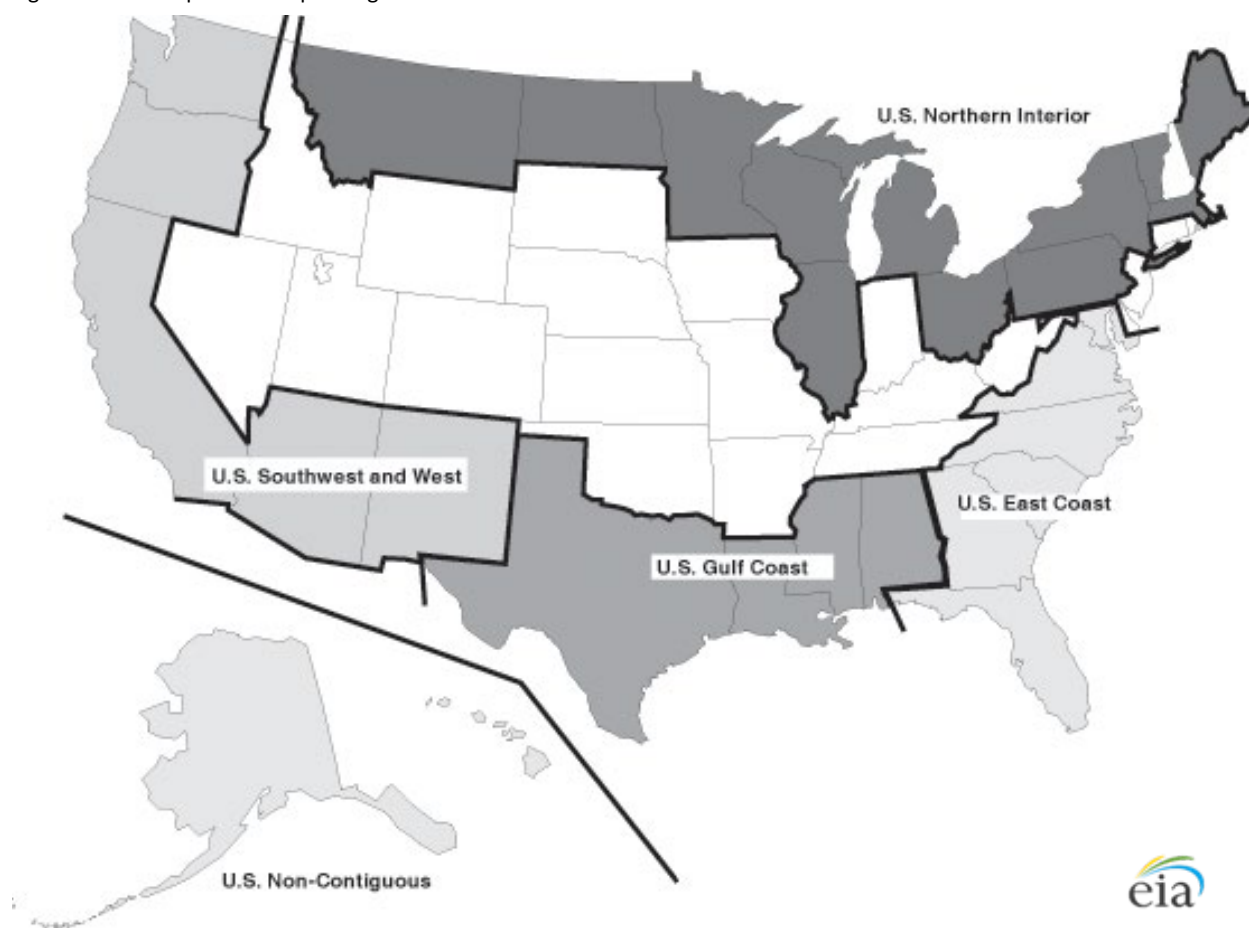 U.S. Northern Interior
U.S. Southwest and West
U.S. East Coast
U.S. Gulf Coast
U.S. Non-Contiguous
eia